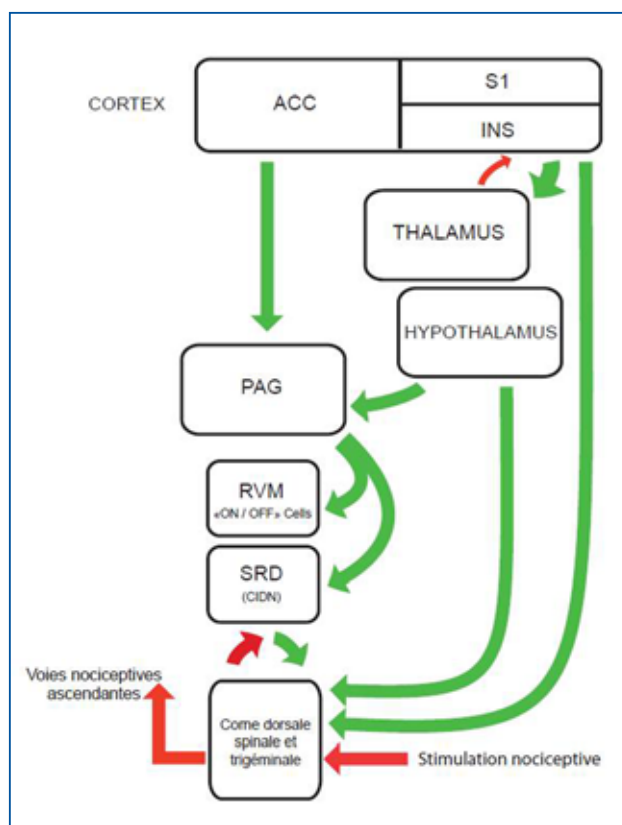 CORTEX
ACC
S1
INS
THALAMUS
HYPOTHALAMUS
PAG
RVM
«ON / OFF» Cells
SRD
(CIDN)
Voies nociceptives
ascendantes
Corne dorsale
spinale et
trigéminale
Stimulation nociceptive